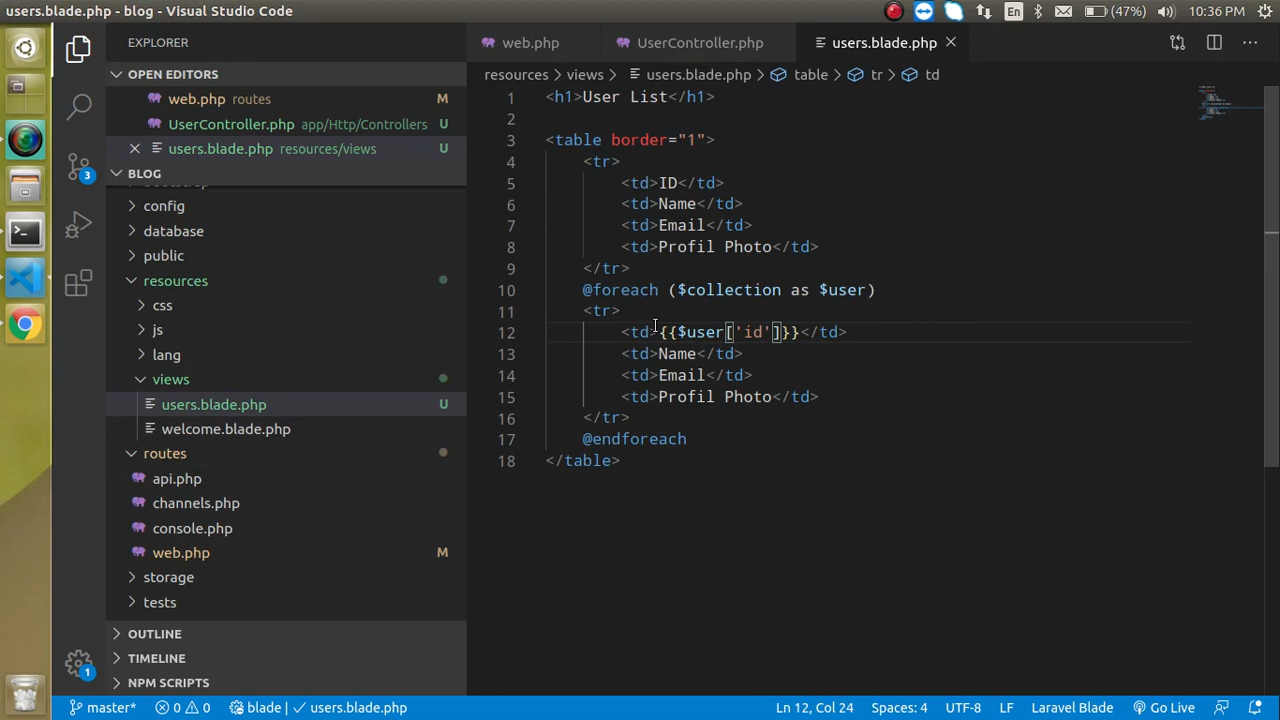 users.blade.php - blog - Visual Studio Code
En
(47%)
10:36 PM
EXPLORER
OPEN EDITORS
web.php routes M
UserController.php app/Http/Controllers U
users.blade.php resources/views U
BLOG
config
database
public
resources
css
js
lang
views
users.blade.php U
welcome.blade.php
routes
api.php
channels.php
console.php
web.php M
storage
tests
OUTLINE
TIMELINE
NPM SCRIPTS
3
1
web.php
UserController.php
users.blade.php
resources > views > users.blade.php > table > tr > td
1 <h1>User List</h1>
2
3 <table border="1">
4 <tr>
5 <td>ID</td>
6 <td>Name</td>
7 <td>Email</td>
8 <td>Profil Photo</td>
9 </tr>
10 @foreach ($collection as $user)
11 <tr>
12 <td>{{$user['id']}}</td>
13 <td>Name</td>
14 <td>Email</td>
15 <td>Profil Photo</td>
16 </tr>
17 @endforeach
18 </table>
master* 0 0 blade | ✓ users.blade.php
Ln 12, Col 24 Spaces: 4 UTF-8 LF Laravel Blade Go Live